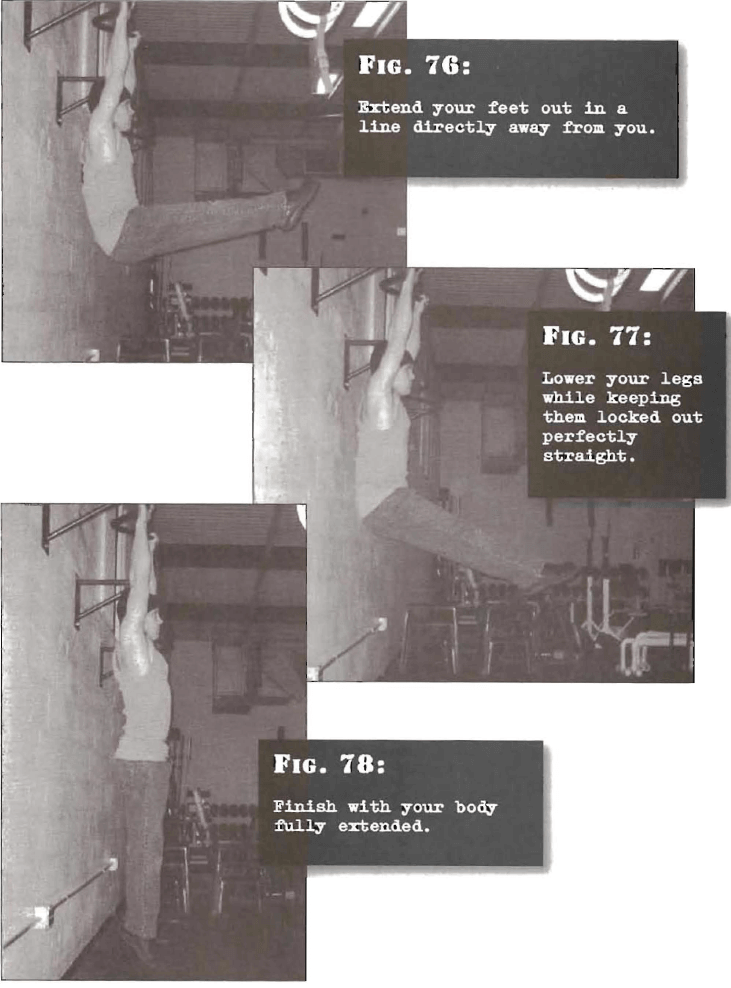 FIG. 76:
Extend your feet out in a
line directly away from you.
FIG. 77:
Lower your legs
while keeping
them locked out
perfectly
straight.
FIG. 78:
Finish with your body
fully extended.